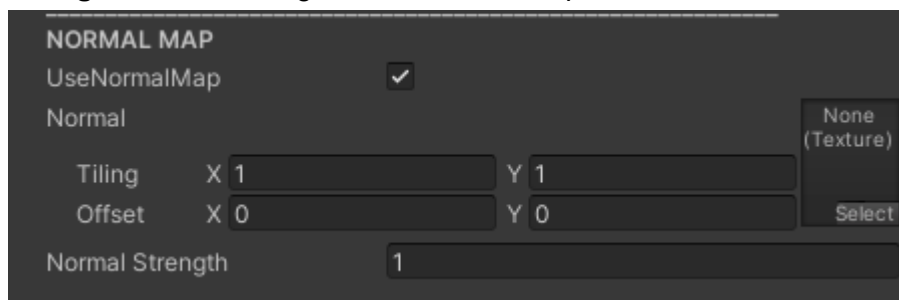 NORMAL MAP
UseNormalMap
Normal
None
(Texture)
Tiling X 1 Y 1
Offset X 0 Y 0
Select
Normal Strength 1